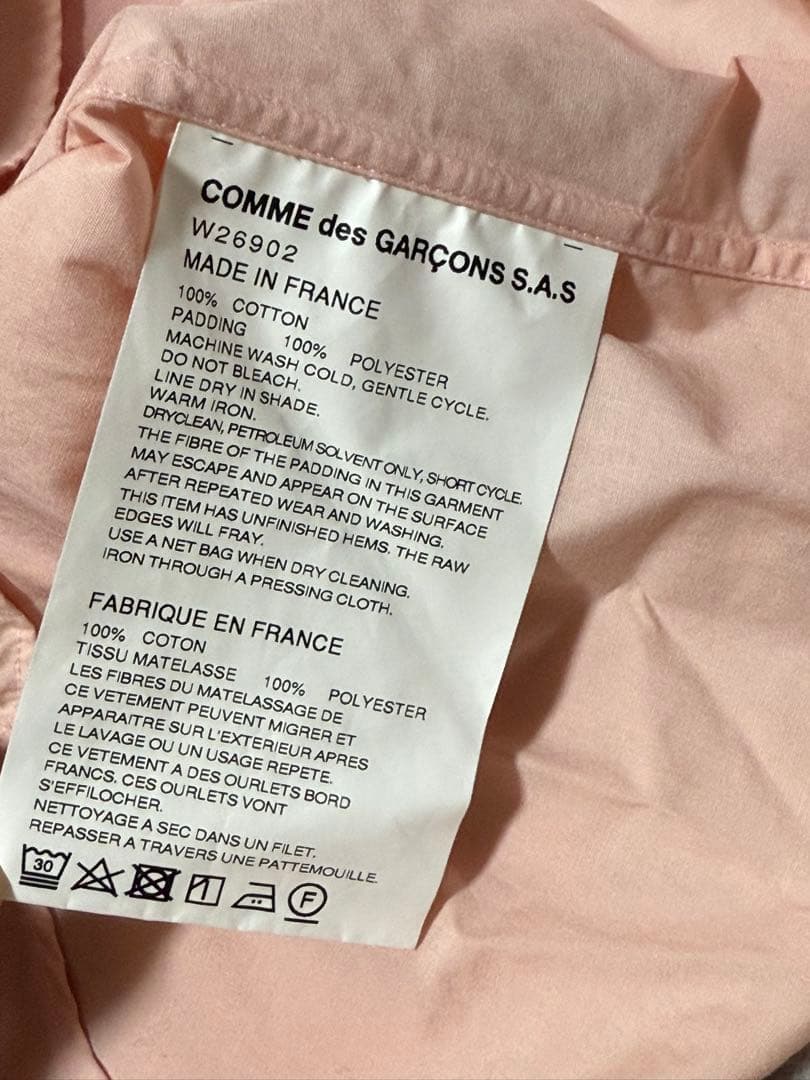 COMME des GARÇONS S.A.S
W26902
MADE IN FRANCE
100% COTTON
PADDING 100% POLYESTER
MACHINE WASH COLD, GENTLE CYCLE.
DO NOT BLEACH.
LINE DRY IN SHADE.
WARM IRON.
DRYCLEAN, PETROLEUM SOLVENT ONLY, SHORT CYCLE.
THE FIBRE OF THE PADDING IN THIS GARMENT
MAY ESCAPE AND APPEAR ON THE SURFACE
AFTER REPEATED WEAR AND WASHING.
THIS ITEM HAS UNFINISHED HEMS. THE RAW
EDGES WILL FRAY.
USE A NET BAG WHEN DRY CLEANING.
IRON THROUGH A PRESSING CLOTH.
FABRIQUE EN FRANCE
100% COTON
TISSU MATELASSE 100% POLYESTER
LES FIBRES DU MATELASSAGE DE
CE VETEMENT PEUVENT MIGRER ET
APPARAITRE SUR L'EXTERIEUR APRES
LE LAVAGE OU UN USAGE REPETE.
CE VETEMENT A DES OURLETS BORD
FRANCS. CES OURLETS VONT
S'EFFILOCHER.
NETTOYAGE A SEC DANS UN FILET.
REPASSER A TRAVERS UNE PATTEMOUILLE.
30 F